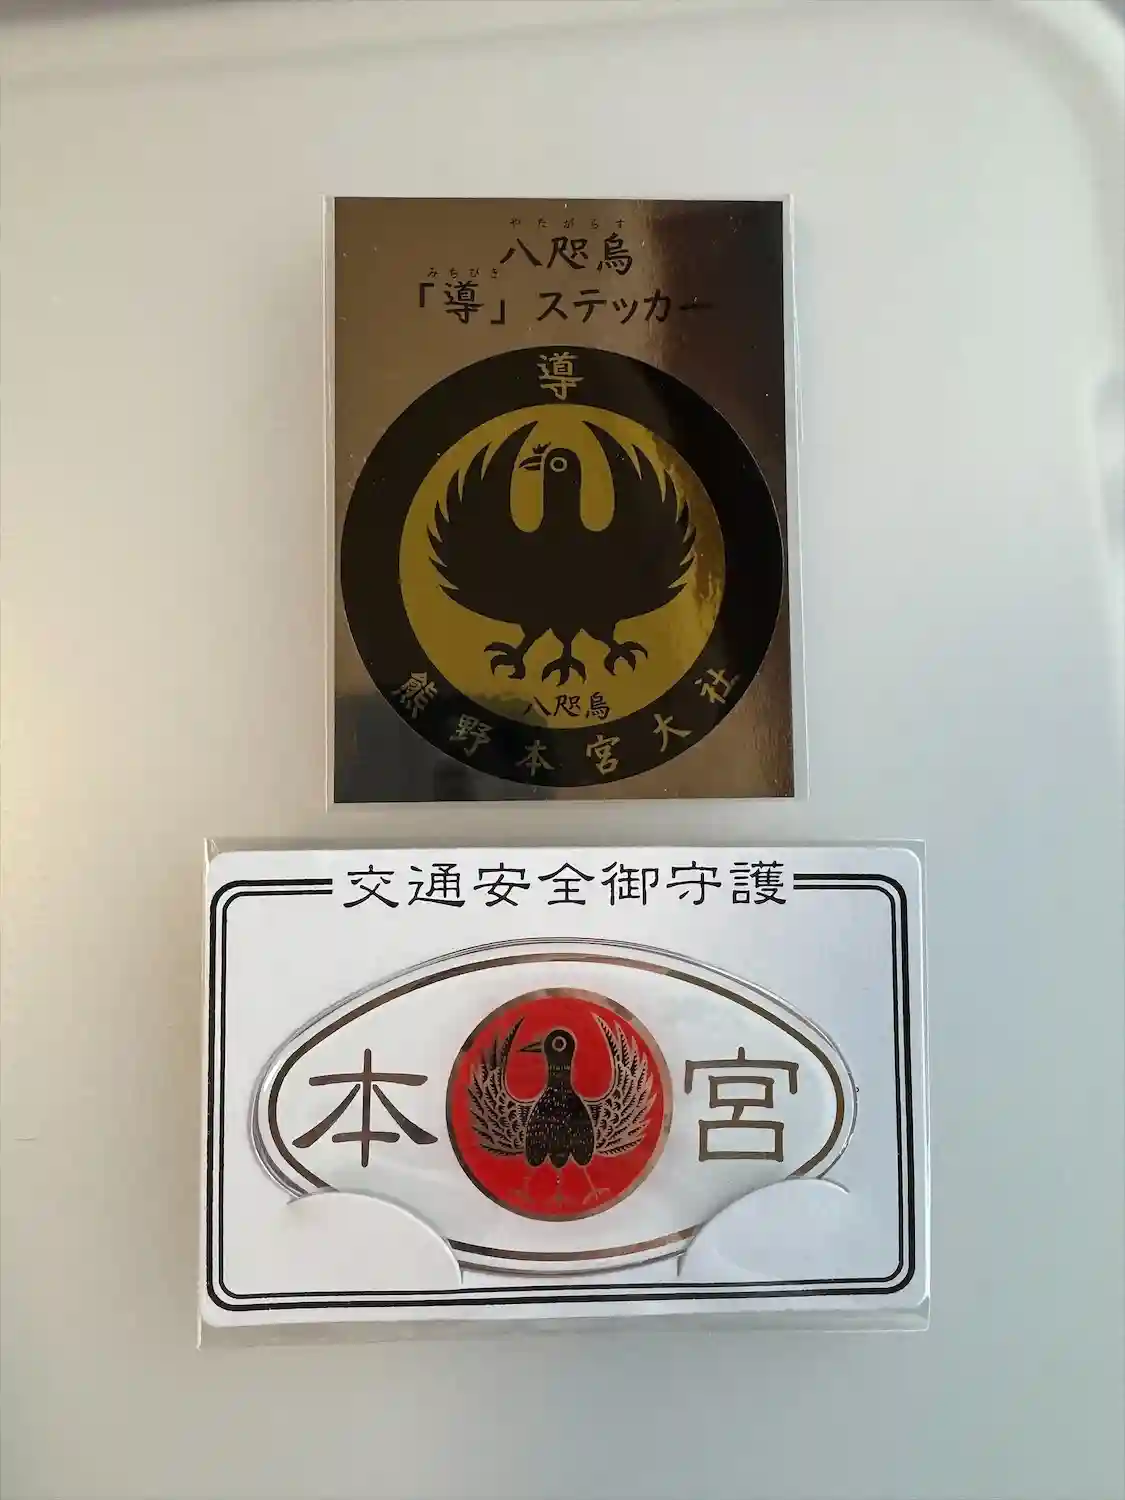 やたがらす
八咫烏
みちびき
「導」ステッカー
導
八咫烏
熊野本宮大社
交通安全御守護
本宮